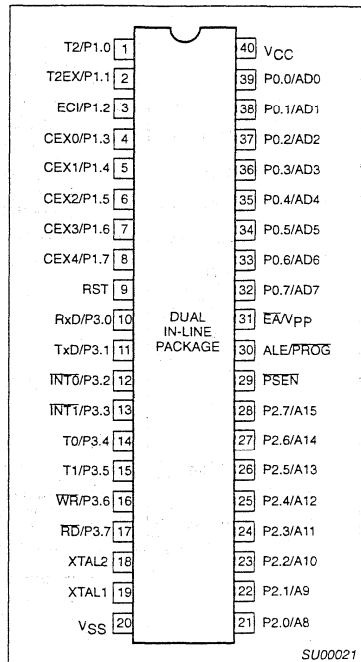 T2/P1.0 1 40 VCC
T2EX/P1.1 2 39 P0.0/AD0
ECI/P1.2 3 38 P0.1/AD1
CEX0/P1.3 4 37 P0.2/AD2
CEX1/P1.4 5 36 P0.3/AD3
CEX2/P1.5 6 35 P0.4/AD4
CEX3/P1.6 7 34 P0.5/AD5
CEX4/P1.7 8 33 P0.6/AD6
RST 9 32 P0.7/AD7
RxD/P3.0 10 31 E̅A̅/VPP
TxD/P3.1 11 30 ALE/P̅R̅O̅G̅
I̅N̅T̅0̅/P3.2 12 29 P̅S̅E̅N̅
I̅N̅T̅1̅/P3.3 13 28 P2.7/A15
T0/P3.4 14 27 P2.6/A14
T1/P3.5 15 26 P2.5/A13
W̅R̅/P3.6 16 25 P2.4/A12
R̅D̅/P3.7 17 24 P2.3/A11
XTAL2 18 23 P2.2/A10
XTAL1 19 22 P2.1/A9
VSS 20 21 P2.0/A8
DUAL
IN-LINE
PACKAGE
SU00021